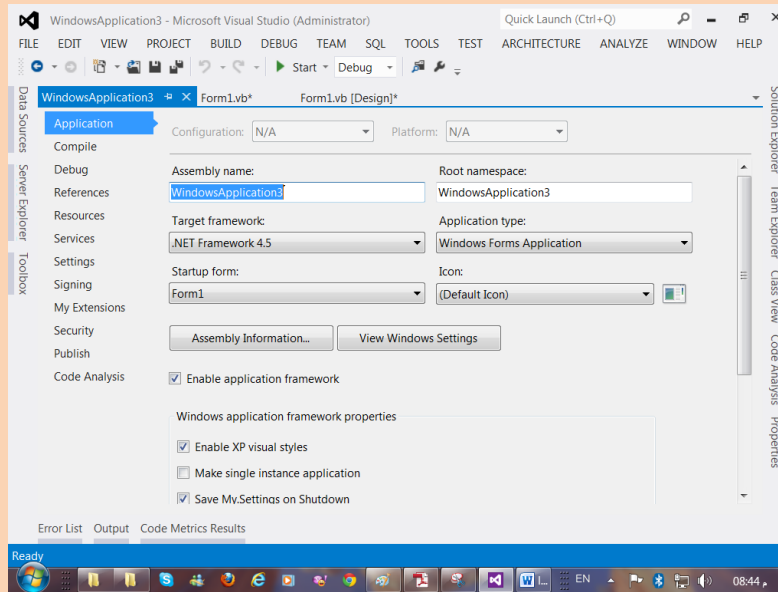 WindowsApplication3 - Microsoft Visual Studio (Administrator) Quick Launch (Ctrl+Q)
FILE EDIT VIEW PROJECT BUILD DEBUG TEAM SQL TOOLS TEST ARCHITECTURE ANALYZE WINDOW HELP
Start Debug
WindowsApplication3 Form1.vb* Form1.vb [Design]*
Data Sources
Server Explorer
Toolbox
Application
Compile
Debug
References
Resources
Services
Settings
Signing
My Extensions
Security
Publish
Code Analysis
Configuration: N/A Platform: N/A
Assembly name: Root namespace:
WindowsApplication3 WindowsApplication3
Target framework: Application type:
.NET Framework 4.5 Windows Forms Application
Startup form: Icon:
Form1 (Default Icon)
Assembly Information... View Windows Settings
Enable application framework
Windows application framework properties
Enable XP visual styles
Make single instance application
Save My.Settings on Shutdown
Solution Explorer
Team Explorer
Class View
Code Analysis
Properties
Error List Output Code Metrics Results
Ready
EN 08:44 م